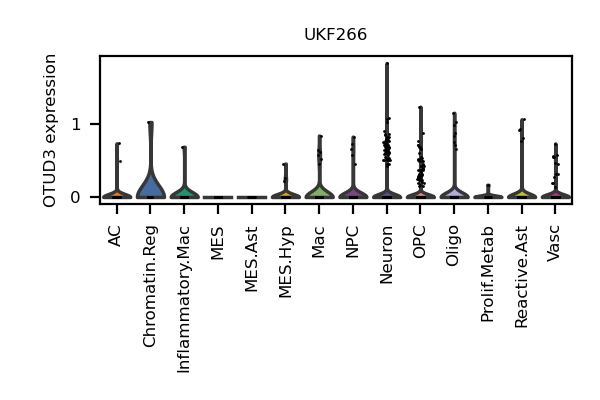 UKF266
OTUD3 expression
1
0
AC
Chromatin.Reg
Inflammatory.Mac
MES
MES.Ast
MES.Hyp
Mac
NPC
Neuron
OPC
Oligo
Prolif.Metab
Reactive.Ast
Vasc